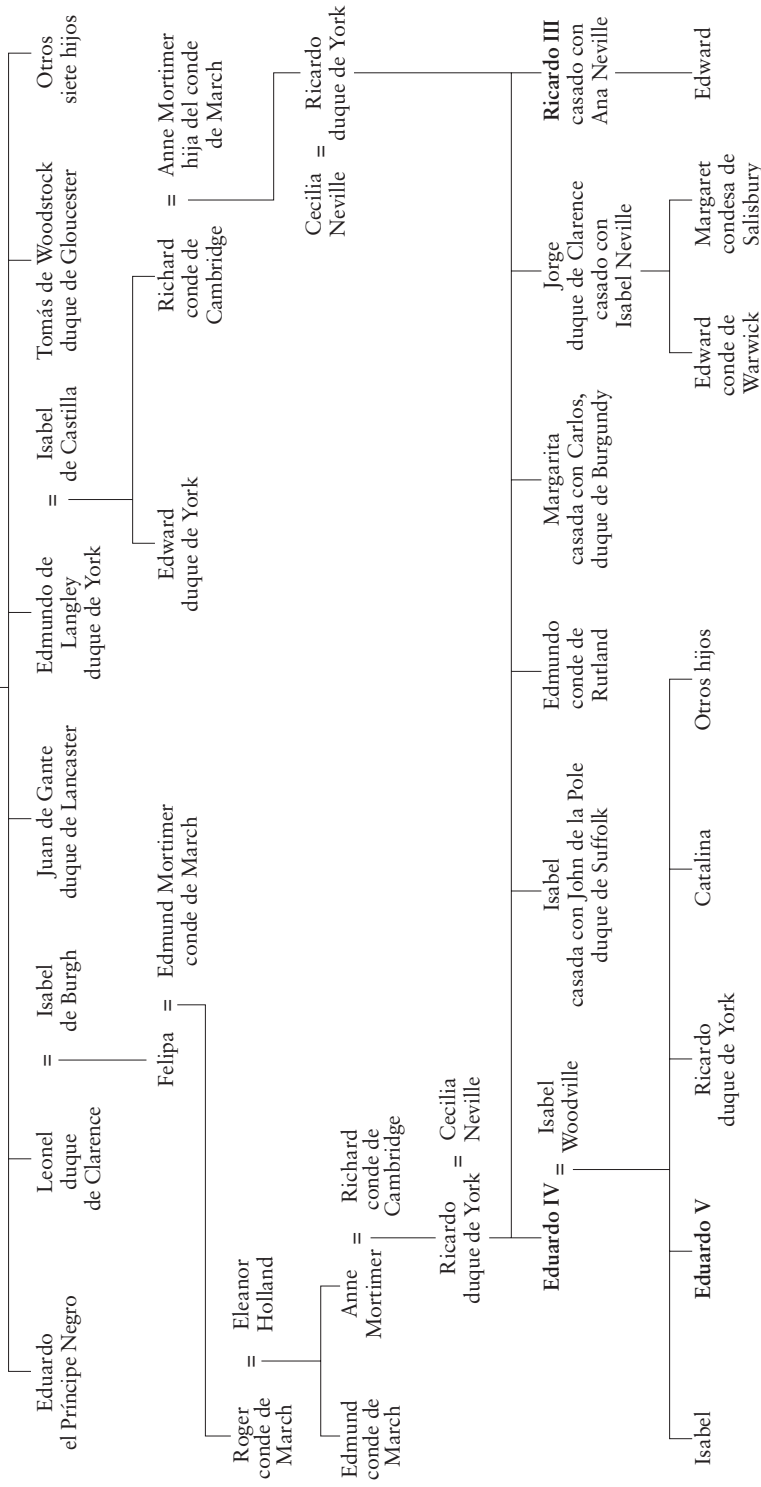 Eduardo
el Príncipe Negro
Leonel
duque
de Clarence
=
Isabel
de Burgh
Juan de Gante
duque de Lancaster
Edmundo de
Langley
duque de York
=
Isabel
de Castilla
Tomás de Woodstock
duque de Gloucester
Otros
siete hijos
Felipa
=
Edmund Mortimer
conde de March
Edward
duque de York
Richard
conde de
Cambridge
=
Anne Mortimer
hija del conde
de March
Roger
conde de
March
=
Eleanor
Holland
Edmund
conde de
March
Anne
Mortimer
=
Richard
conde de
Cambridge
Cecilia
Neville
=
Ricardo
duque de York
Ricardo
duque de York
=
Cecilia
Neville
Eduardo IV
=
Isabel
Woodville
Isabel
casada con John de la Pole
duque de Suffolk
Edmundo
conde de
Rutland
Margarita
casada con Carlos,
duque de Burgundy
Jorge
duque de Clarence
casado con
Isabel Neville
Ricardo III
casado con
Ana Neville
Isabel
Eduardo V
Ricardo
duque de York
Catalina
Otros hijos
Edward
conde de
Warwick
Margaret
condesa de
Salisbury
Edward